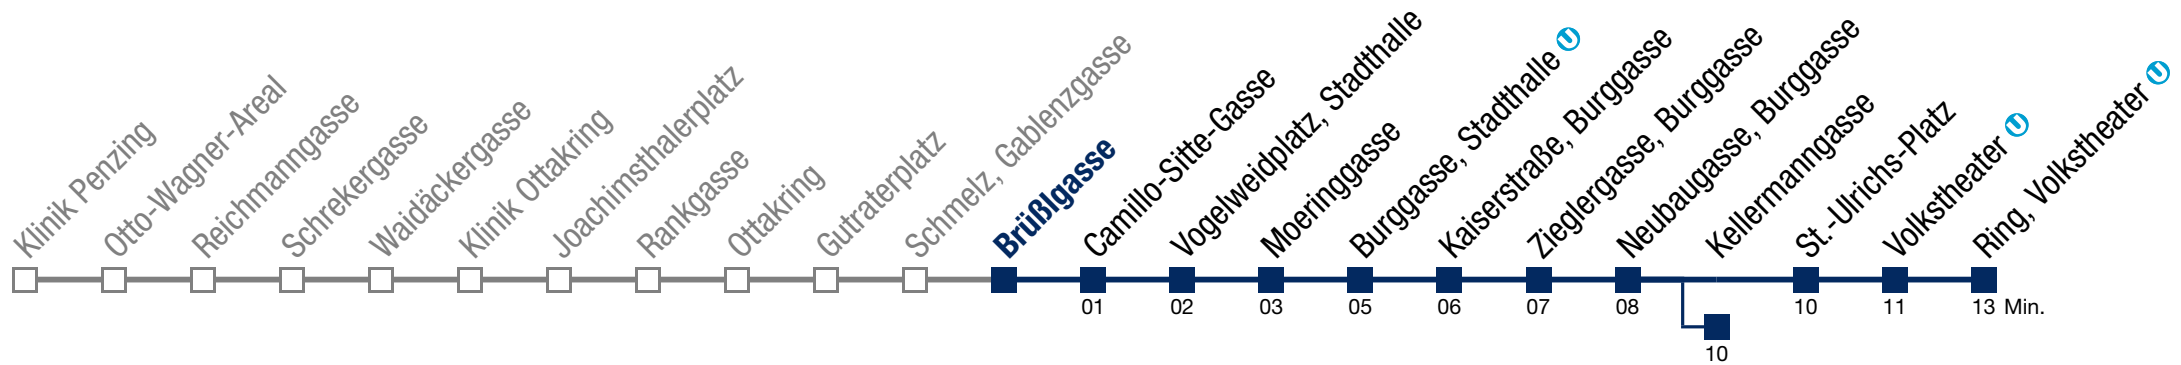 Klinik Penzing
Otto-Wagner-Areal
Reichmanngasse
Schrekergasse
Waidäckergasse
Klinik Ottakring
Joachimsthalerplatz
Rankgasse
Ottakring
Gutraterplatz
Schmelz, Gablenzgasse
Brüßlgasse
Camillo-Sitte-Gasse
Vogelweidplatz, Stadthalle
Moeringgasse
Burggasse, Stadthalle U
Kaiserstraße, Burggasse
Zieglergasse, Burggasse
Neubaugasse, Burggasse
Kellermanngasse
St.-Ulrichs-Platz
Volkstheater U
Ring, Volkstheater U
01 02 03 05 06 07 08 10 11 13 Min.
10